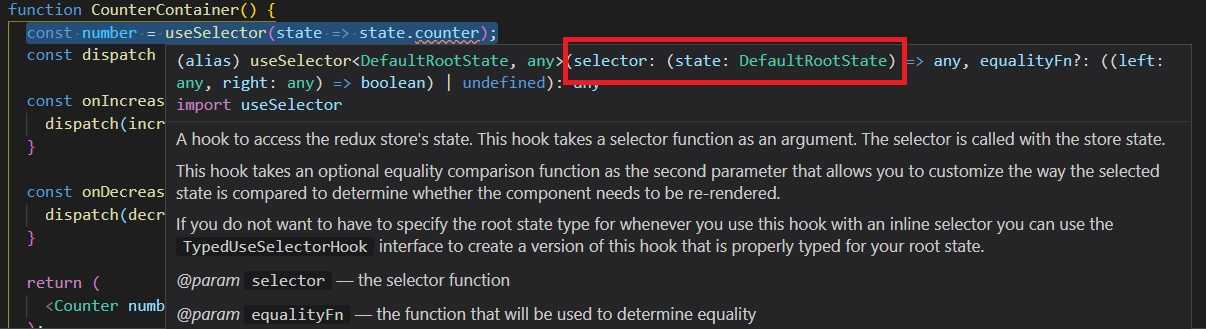 function CounterContainer() {
const number = useSelector(state => state.counter);
const dispatch
(alias) useSelector<DefaultRootState, any>(selector: (state: DefaultRootState) => any, equalityFn?: ((left:
any, right: any) => boolean) | undefined): any
import useSelector
const onIncreas
dispatch(incr
}
A hook to access the redux store's state. This hook takes a selector function as an argument. The selector is called with the store state.
This hook takes an optional equality comparison function as the second parameter that allows you to customize the way the selected
state is compared to determine whether the component needs to be re-rendered.
const onDecreas
dispatch(decr
}
If you do not want to have to specify the root state type for whenever you use this hook with an inline selector you can use the
TypedUseSelectorHook interface to create a version of this hook that is properly typed for your root state.
return (
<Counter numb
);
@param selector — the selector function
@param equalityFn — the function that will be used to determine equality